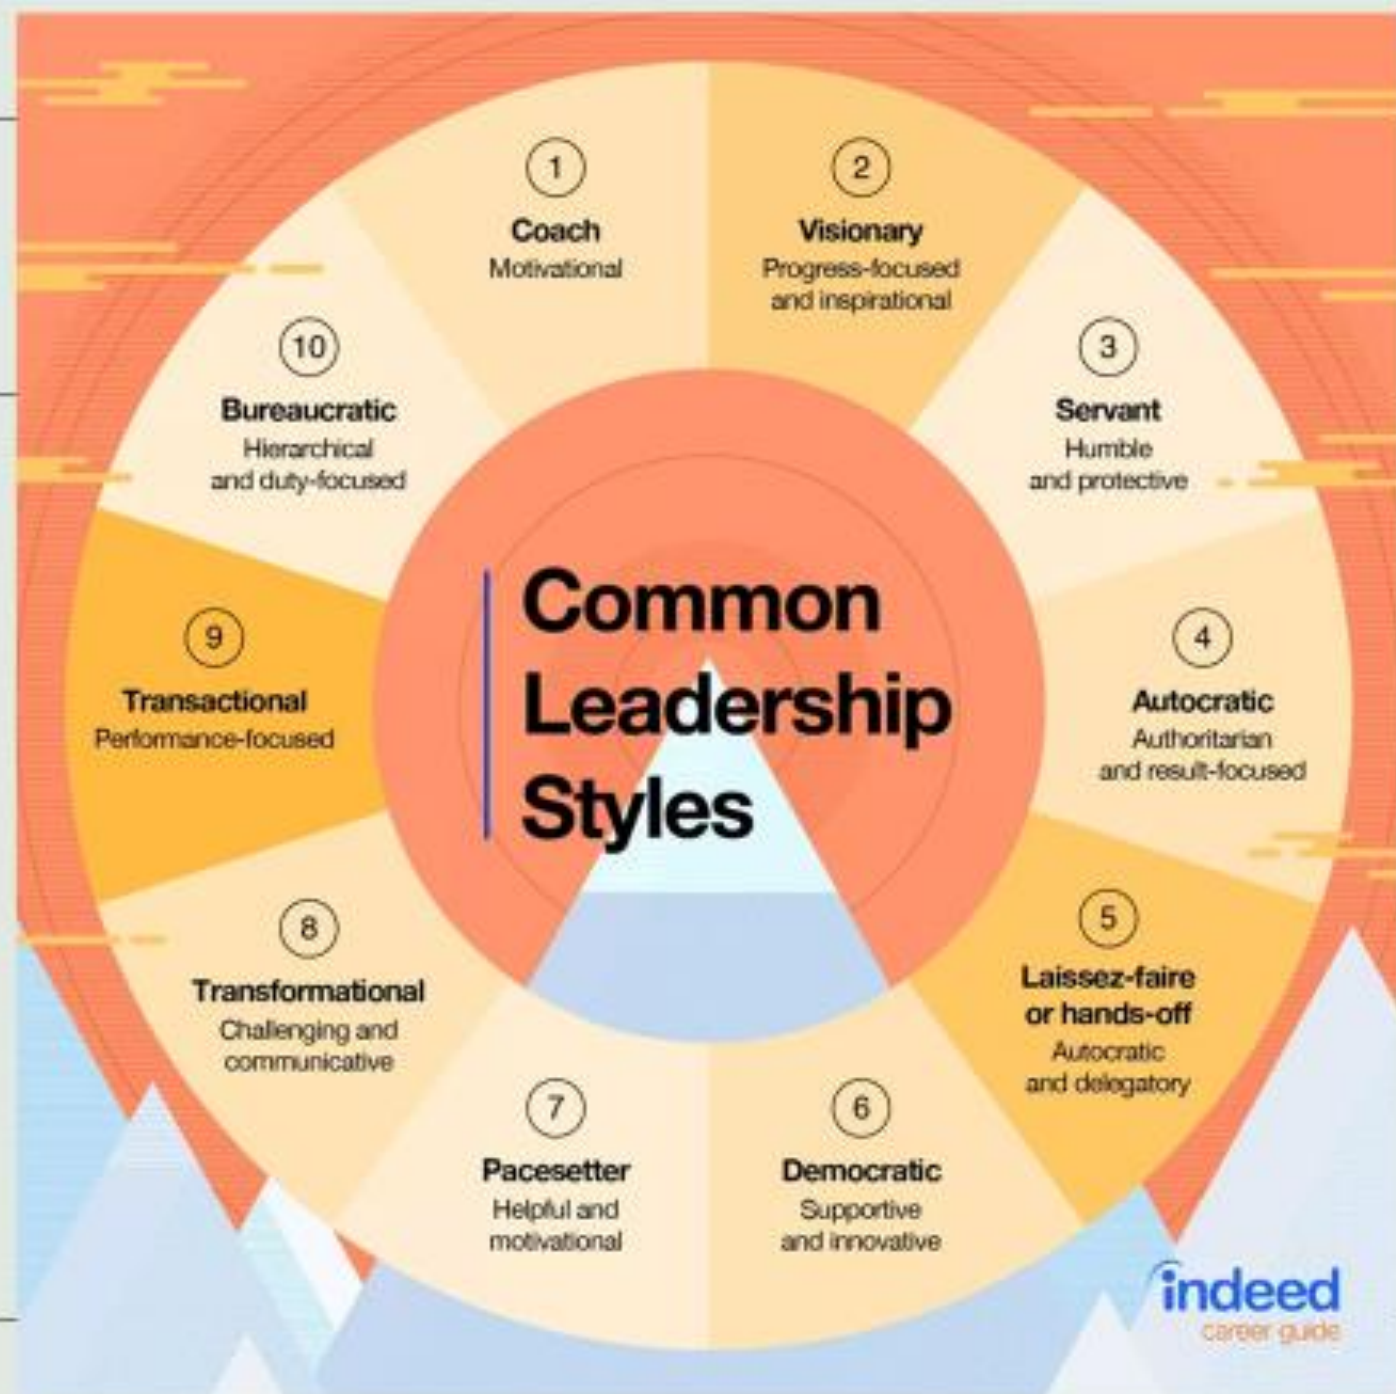 Common
Leadership
Styles
1
Coach
Motivational
2
Visionary
Progress-focused
and inspirational
3
Servant
Humble
and protective
4
Autocratic
Authoritarian
and result-focused
5
Laissez-faire
or hands-off
Autocratic
and delegatory
6
Democratic
Supportive
and innovative
7
Pacesetter
Helpful and
motivational
8
Transformational
Challenging and
communicative
9
Transactional
Performance-focused
10
Bureaucratic
Hierarchical
and duty-focused
indeed
career guide